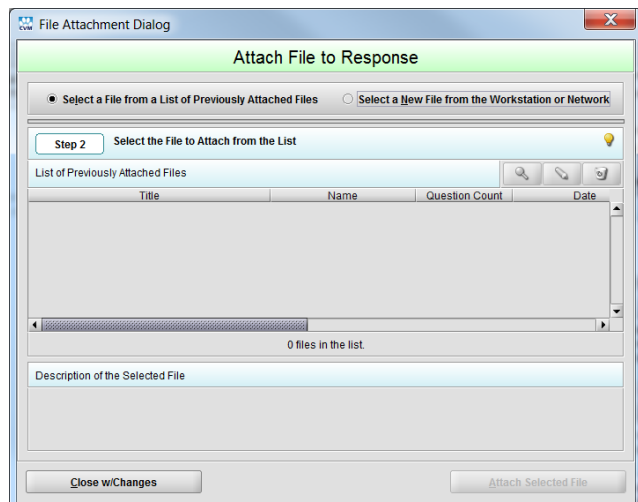 CVM File Attachment Dialog
Attach File to Response
Select a File from a List of Previously Attached Files Select a New File from the Workstation or Network
Step 2 Select the File to Attach from the List
List of Previously Attached Files
Title Name Question Count Date
0 files in the list.
Description of the Selected File
Close w/Changes Attach Selected File